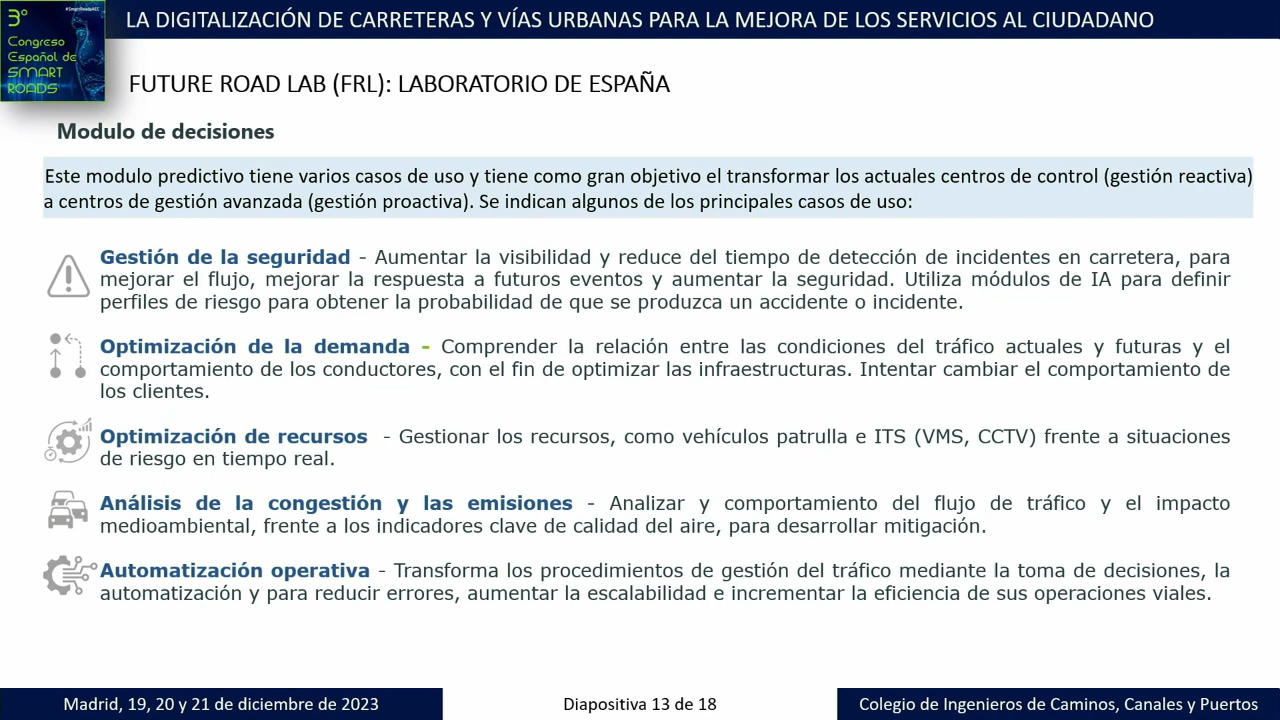 3º
Congreso
Español de
SMART
ROADS
#SmartRoadsAEC
LA DIGITALIZACIÓN DE CARRETERAS Y VÍAS URBANAS PARA LA MEJORA DE LOS SERVICIOS AL CIUDADANO
FUTURE ROAD LAB (FRL): LABORATORIO DE ESPAÑA
Modulo de decisiones
Este modulo predictivo tiene varios casos de uso y tiene como gran objetivo el transformar los actuales centros de control (gestión reactiva)
a centros de gestión avanzada (gestión proactiva). Se indican algunos de los principales casos de uso:
Gestión de la seguridad - Aumentar la visibilidad y reduce del tiempo de detección de incidentes en carretera, para
mejorar el flujo, mejorar la respuesta a futuros eventos y aumentar la seguridad. Utiliza módulos de IA para definir
perfiles de riesgo para obtener la probabilidad de que se produzca un accidente o incidente.
Optimización de la demanda - Comprender la relación entre las condiciones del tráfico actuales y futuras y el
comportamiento de los conductores, con el fin de optimizar las infraestructuras. Intentar cambiar el comportamiento de
los clientes.
Optimización de recursos - Gestionar los recursos, como vehículos patrulla e ITS (VMS, CCTV) frente a situaciones
de riesgo en tiempo real.
Análisis de la congestión y las emisiones - Analizar y comportamiento del flujo de tráfico y el impacto
medioambiental, frente a los indicadores clave de calidad del aire, para desarrollar mitigación.
Automatización operativa - Transforma los procedimientos de gestión del tráfico mediante la toma de decisiones, la
automatización y para reducir errores, aumentar la escalabilidad e incrementar la eficiencia de sus operaciones viales.
Madrid, 19, 20 y 21 de diciembre de 2023
Diapositiva 13 de 18
Colegio de Ingenieros de Caminos, Canales y Puertos